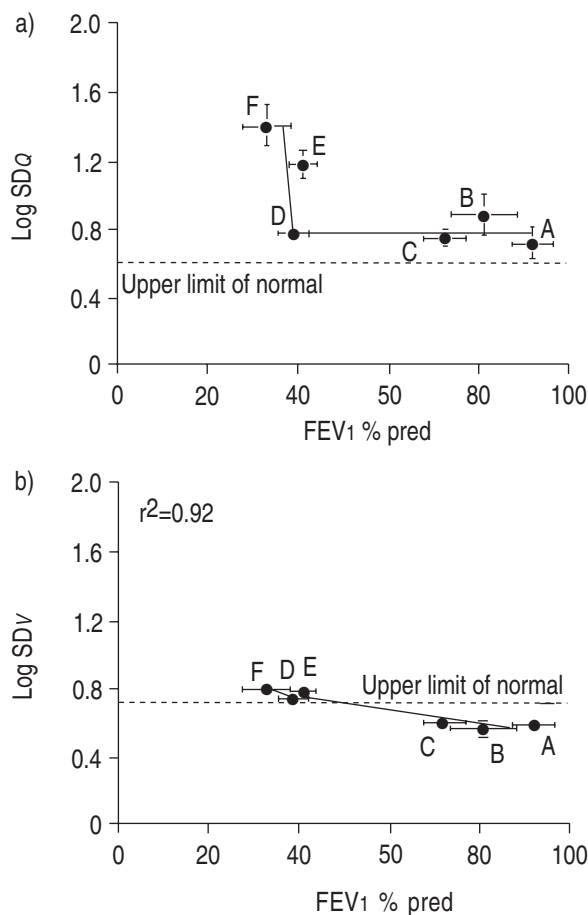 a)
2.0
1.6
1.2
0.8
0.4
0
Log SDQ
F
E
D
B
C
A
Upper limit of normal
0 20 40 50 80 100
FEV1 % pred
b)
2.0
1.6
1.2
0.8
0.4
0
Log SDV
r²=0.92
F D E
Upper limit of normal
C B A
0 20 40 50 80 100
FEV1 % pred